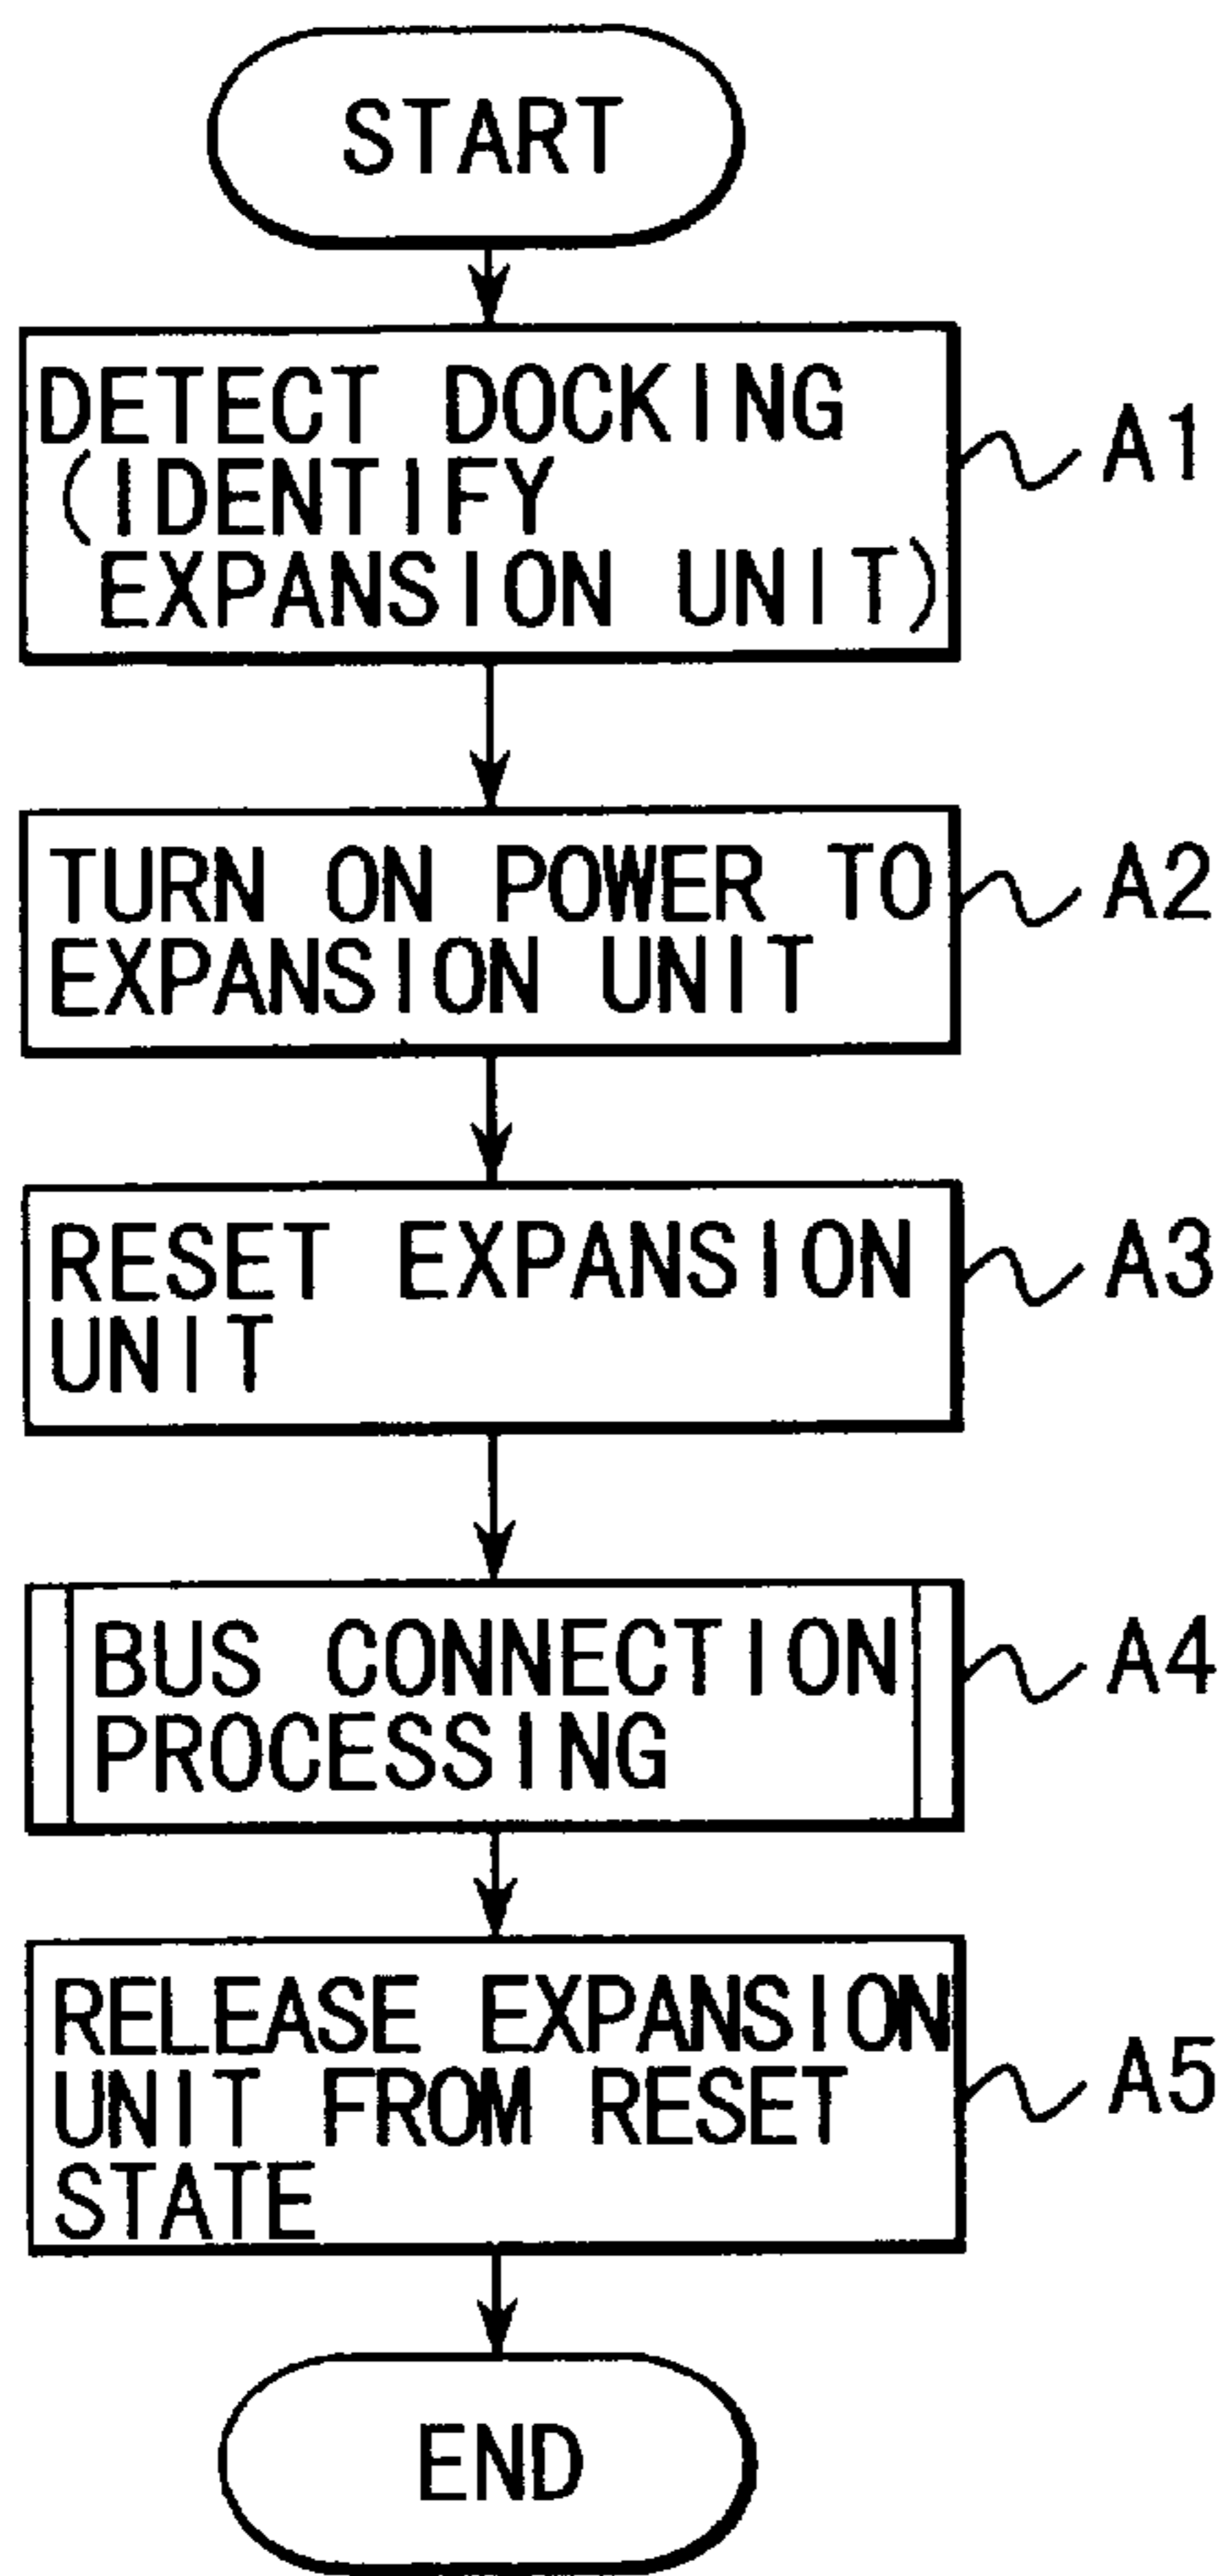 START
DETECT DOCKING
(IDENTIFY
EXPANSION UNIT)
A1
TURN ON POWER TO
EXPANSION UNIT
A2
RESET EXPANSION
UNIT
A3
BUS CONNECTION
PROCESSING
A4
RELEASE EXPANSION
UNIT FROM RESET
STATE
A5
END